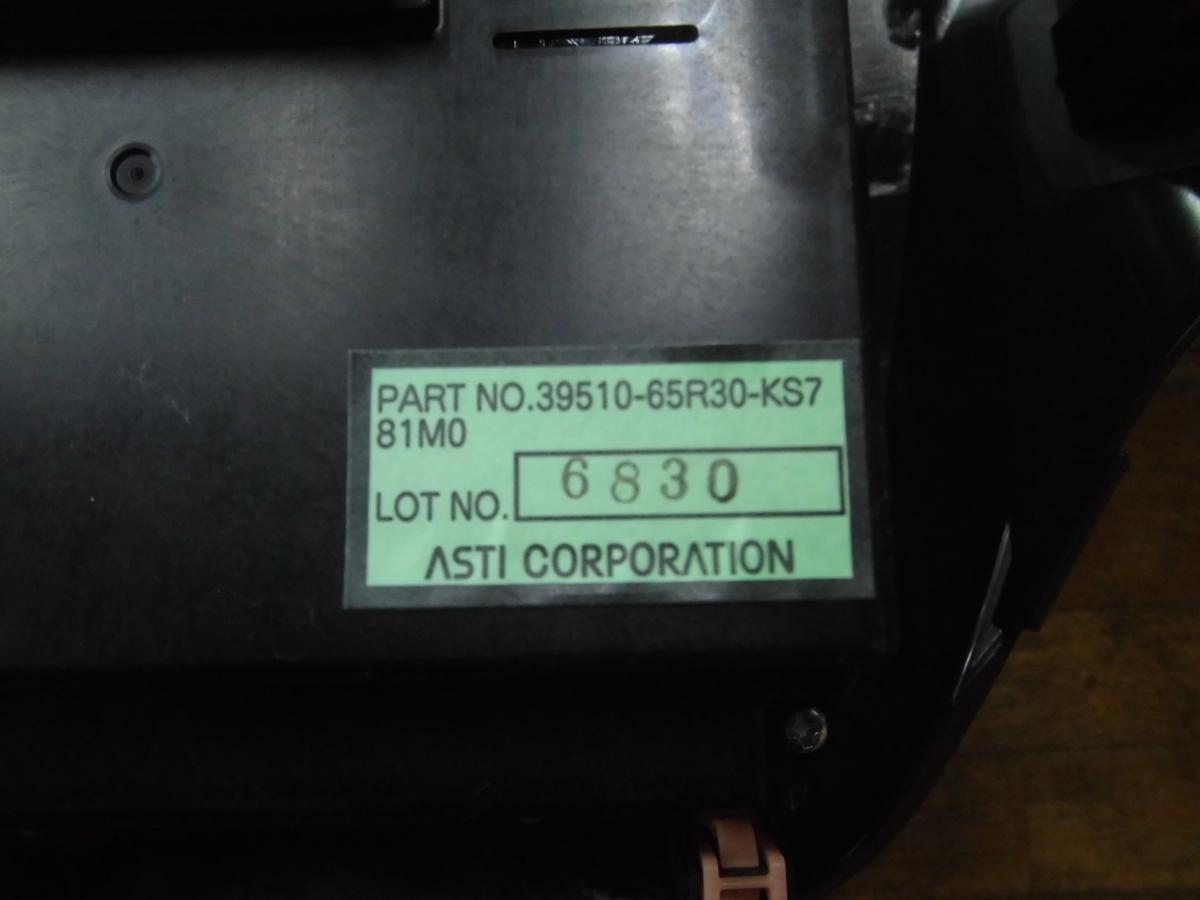 PART NO.39510-65R30-KS7
81M0
LOT NO. 6830
ASTI CORPORATION